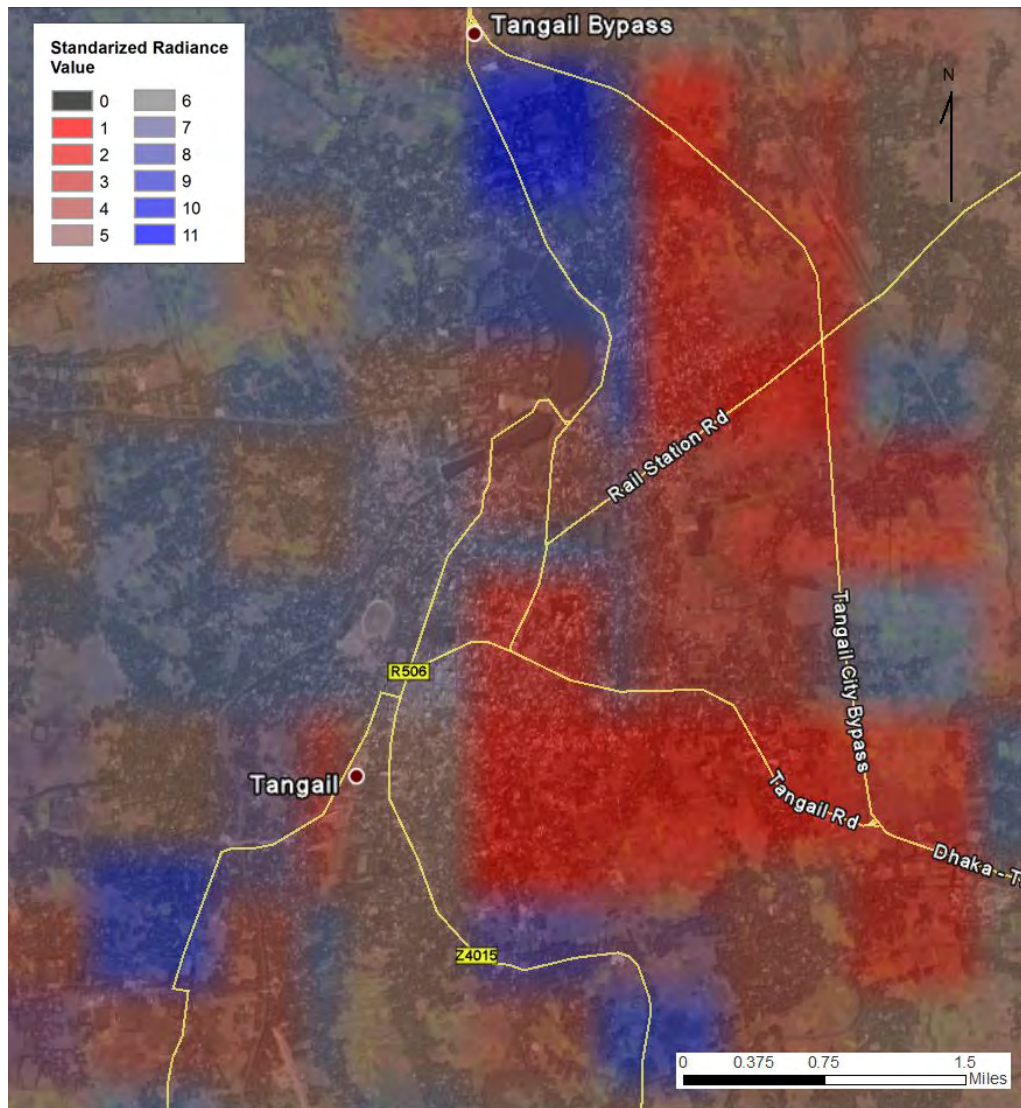 Tangail Bypass
Standarized Radiance
Value
0
1
2
3
4
5
6
7
8
9
10
11
N
Rail Station Rd
Tangail City Bypass
R506
Tangail
Tangail Rd
Dhaka - T
Z4015
0 0.375 0.75 1.5
Miles